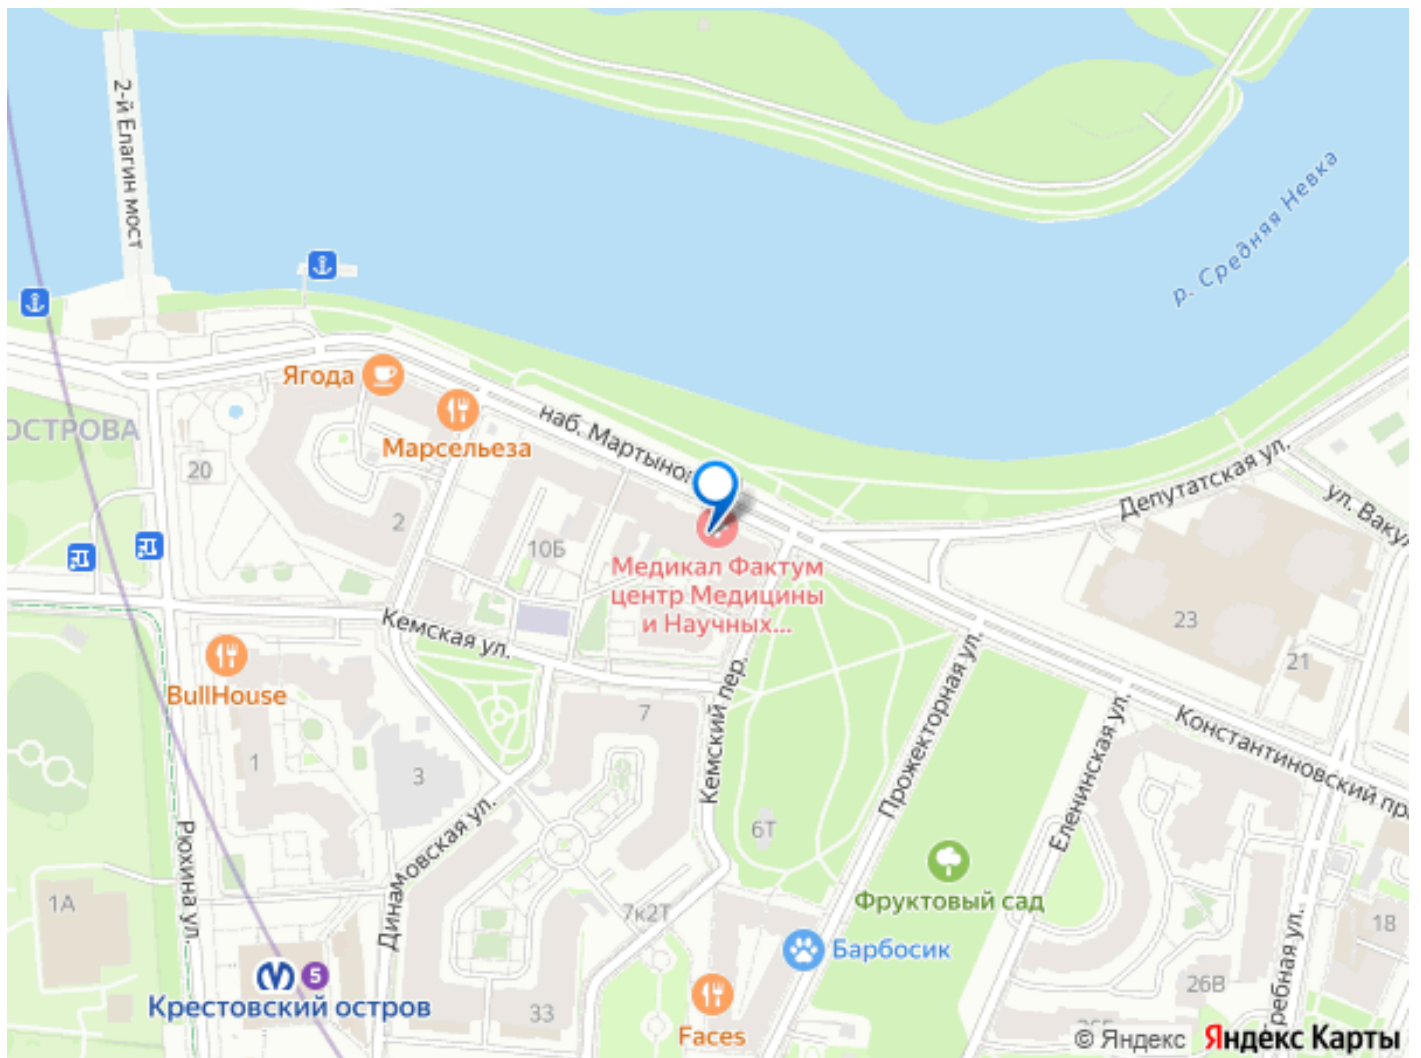 2-й Елагин мост
р. Средняя Невка
Ягода
Марсельеза
наб. Мартыно
ОСТРОВА
20
2
10Б
Депутатская ул.
ул. Вакул
Медикал Фактум
центр Медицины
и Научных...
23
21
Кемская ул.
BullHouse
7
Кемский пер.
Прожекторная ул.
Еленинская ул.
Константиновский пр
1
3
6Т
Рюхина ул.
Динамовская ул.
Фруктовый сад
1А
7к2Т
18
Барбосик
5
Крестовский остров
33
Faces
26В
ребная ул.
© Яндекс Яндекс Карты